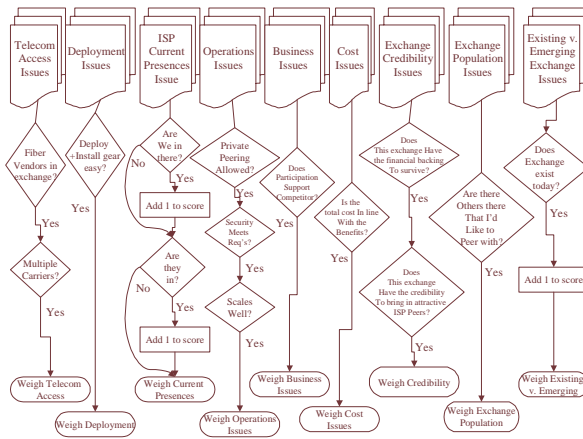 Telecom
Access
Issues
Deployment
Issues
ISP
Current
Presences
Issue
Operations
Issues
Business
Issues
Cost
Issues
Exchange
Credibility
Issues
Exchange
Population
Issues
Existing v.
Emerging
Exchange
Issues
Fiber
Vendors in
exchange?
Yes
Multiple
Carriers?
Yes
Weigh Telecom
Access
Deploy
+Install gear
easy?
Yes
Weigh Deployment
Are
We in
there?
No
Yes
Add 1 to score
Are
they
in?
No
Yes
Add 1 to score
Weigh Current
Presences
Private
Peering
Allowed?
Yes
Security
Meets
Req's?
Yes
Scales
Well?
Yes
Weigh Operations
Issues
Does
Participation
Support
Competitor?
Yes
Weigh Business
Issues
Is the
total cost In line
With the
Benefits?
Yes
Weigh Cost
Issues
Does
This exchange Have
the financial backing
To survive?
Yes
Does
This exchange
Have the credibility
To bring in attractive
ISP Peers?
Yes
Weigh Credibility
Are there
Others there
That I'd
Like to
Peer with?
Yes
Weigh Exchange
Population
Does
Exchange
exist
today?
Yes
Add 1 to score
Weigh Existing
v. Emerging